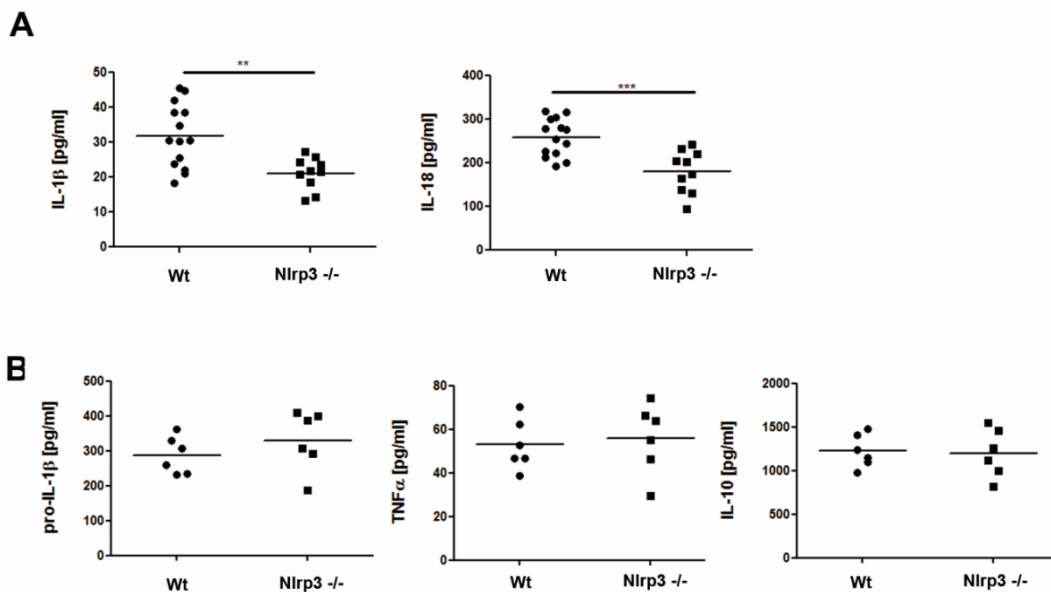 A
IL-1β [pg/ml]
50
40
30
20
10
0
**
Wt
Nlrp3 -/-
IL-18 [pg/ml]
400
300
200
100
0
***
Wt
Nlrp3 -/-
B
pro-IL-1β [pg/ml]
500
400
300
200
100
0
Wt
Nlrp3 -/-
TNFα [pg/ml]
80
60
40
20
0
Wt
Nlrp3 -/-
IL-10 [pg/ml]
2000
1500
1000
500
0
Wt
Nlrp3 -/-